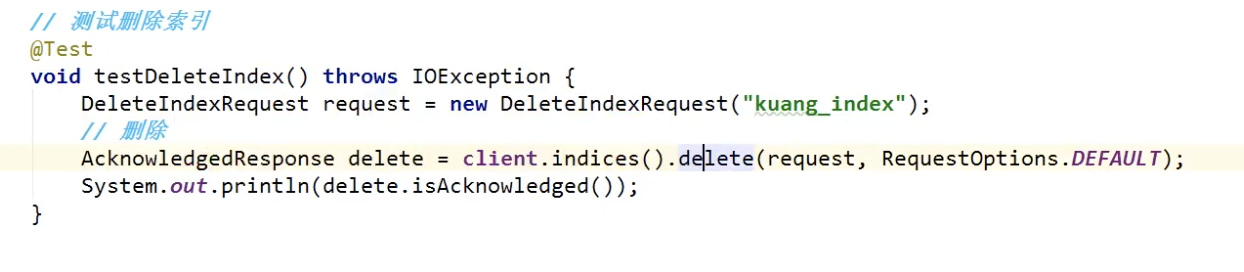 // 测试删除索引
@Test
void testDeleteIndex() throws IOException {
    DeleteIndexRequest request = new DeleteIndexRequest("kuang_index");
    // 删除
    AcknowledgedResponse delete = client.indices().delete(request, RequestOptions.DEFAULT);
    System.out.println(delete.isAcknowledged());
}